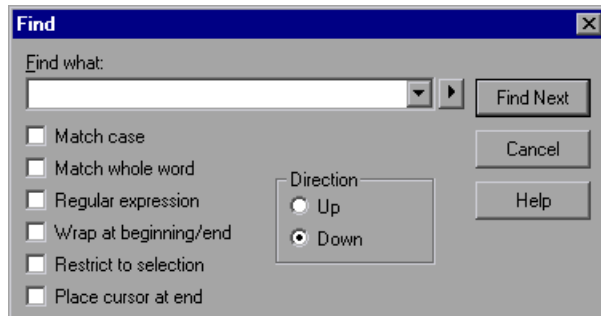 Find
Find what:
Find Next
Match case
Cancel
Match whole word
Direction
Regular expression
Up
Help
Wrap at beginning/end
Down
Restrict to selection
Place cursor at end